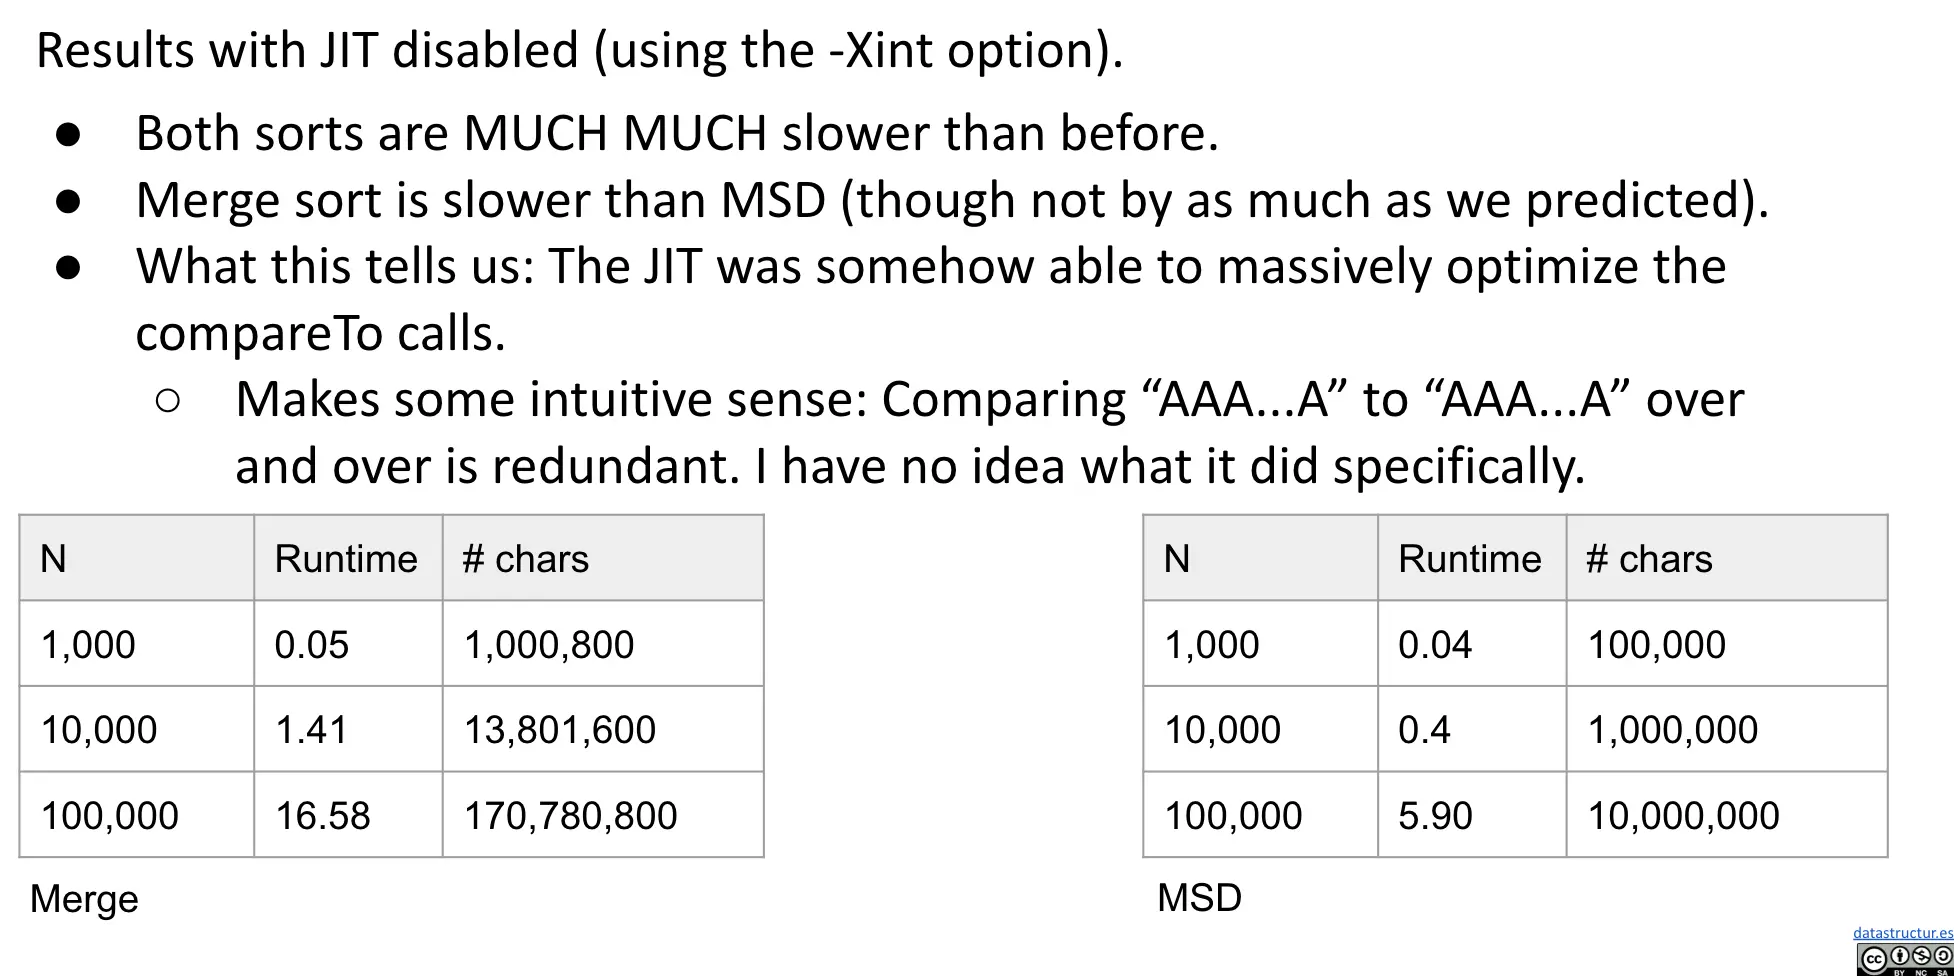 Results with JIT disabled (using the -Xint option).
● Both sorts are MUCH MUCH slower than before.
● Merge sort is slower than MSD (though not by as much as we predicted).
● What this tells us: The JIT was somehow able to massively optimize the
compareTo calls.
○ Makes some intuitive sense: Comparing “AAA...A” to “AAA...A” over
and over is redundant. I have no idea what it did specifically.
N Runtime # chars
1,000 0.05 1,000,800
10,000 1.41 13,801,600
100,000 16.58 170,780,800
Merge
N Runtime # chars
1,000 0.04 100,000
10,000 0.4 1,000,000
100,000 5.90 10,000,000
MSD
datastructur.es
cc
BY NC SA